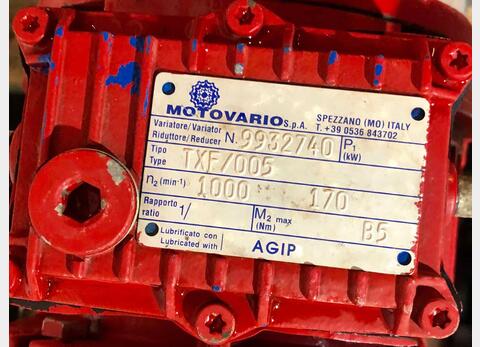 MOTOVARIO S.p.A. SPEZZANO (MO) ITALY
T. +39 0536 843702
Variatore/Variator
Riduttore/Reducer N. 9932740 P1 (kW)
Tipo
Type TXF/005
n2 (min-1) 1000 170
Rapporto
ratio 1/ M2 max (Nm) B5
Lubrificato con
Lubricated with AGIP